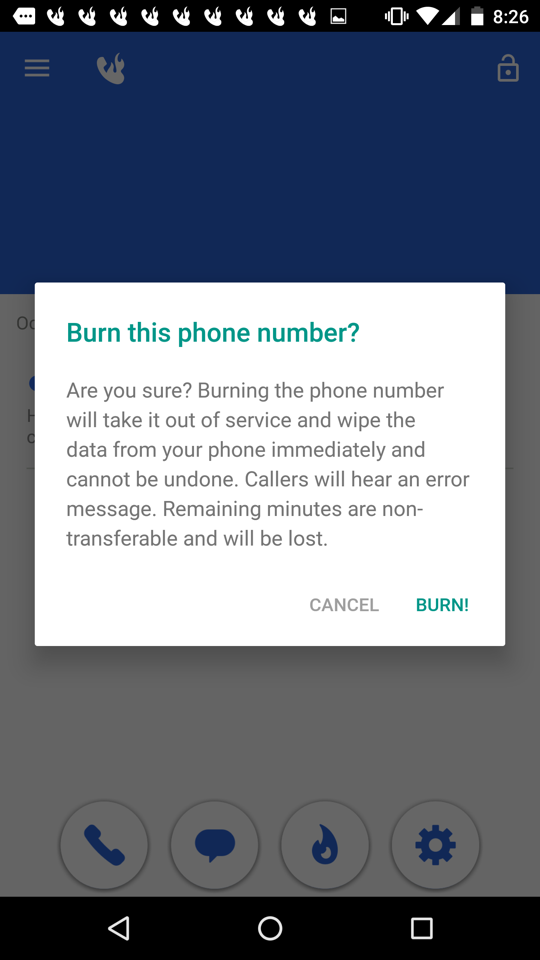 8:26
Burn this phone number?
Are you sure? Burning the phone number
will take it out of service and wipe the
data from your phone immediately and
cannot be undone. Callers will hear an error
message. Remaining minutes are non-
transferable and will be lost.
CANCEL BURN!